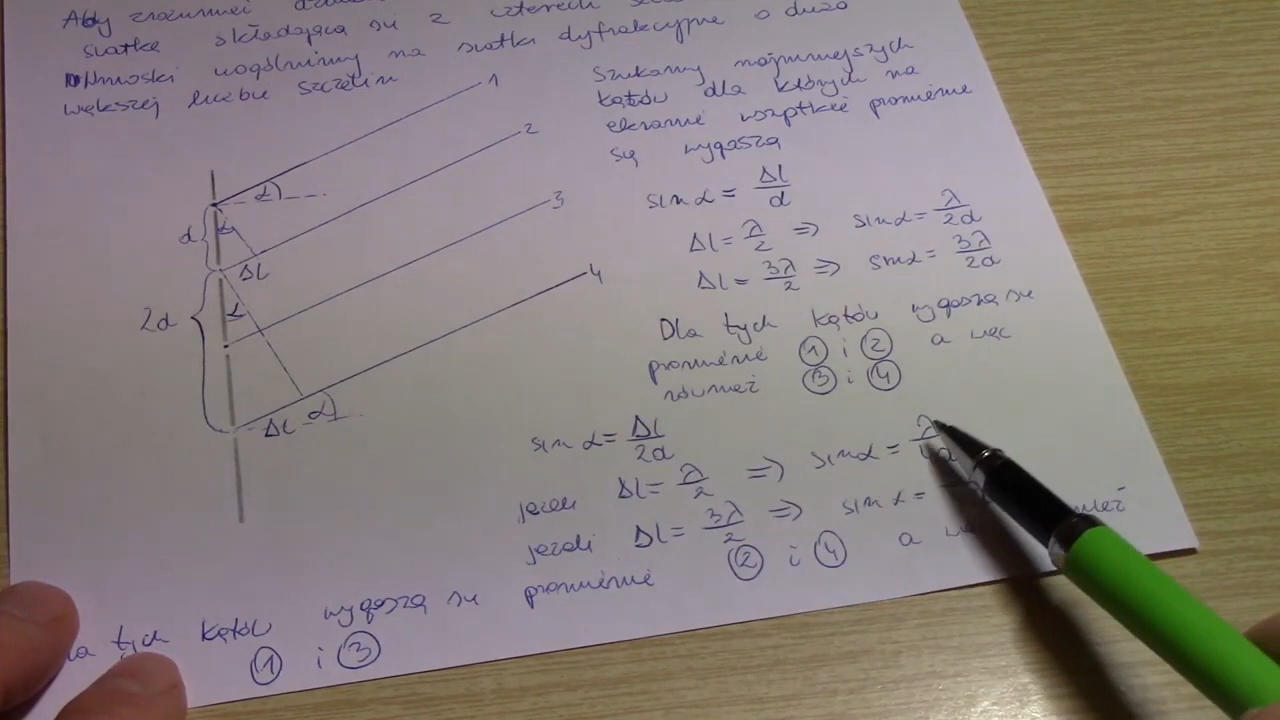 Aby zrozumieć
siatkę składającą się z czterech
Wnioski uogólnimy na siatki dyfrakcyjne o dużo
większej liczbie szczelin
1
2
3
4
α
d
α
Δl
2d
α
Δl
α
Szukamy najmniejszych
kątów dla których na
ekranie wszystkie promienie
są wygaszą
sin α = Δl/d
Δl = λ/2 => sin α = λ/2d
Δl = 3λ/2 => sin α = 3λ/2d
Dla tych kątów wygaszą się
promienie ① i ② a więc
również ③ i ④
sin α = Δl/2d
jeżeli Δl = λ/2 => sin α = λ/4d
jeżeli Δl = 3λ/2 => sin α =
tych kątów wygaszą się promienie ② i ④ a
① i ③